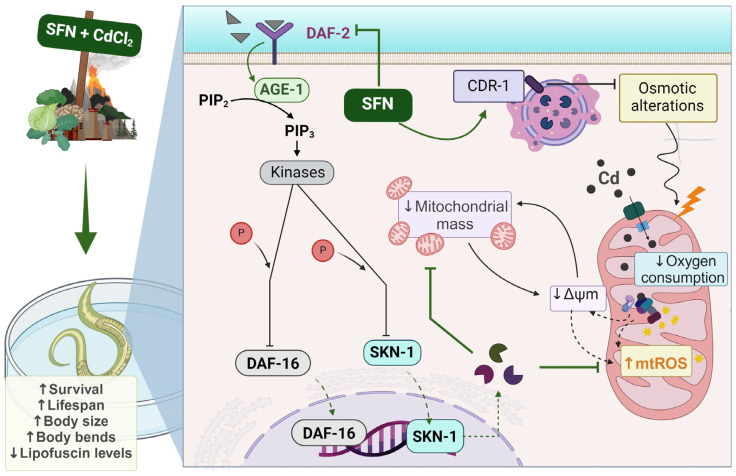 SFN + CdCl₂
DAF-2
AGE-1
PIP₂
PIP₃
Kinases
SFN
CDR-1
Osmotic
alterations
Cd
↓Mitochondrial
mass
↓Oxygen
consumption
↓Δψm
↑mtROS
P
P
DAF-16
SKN-1
DAF-16
SKN-1
↑Survival
↑Lifespan
↑Body size
↑Body bends
↓Lipofuscin levels